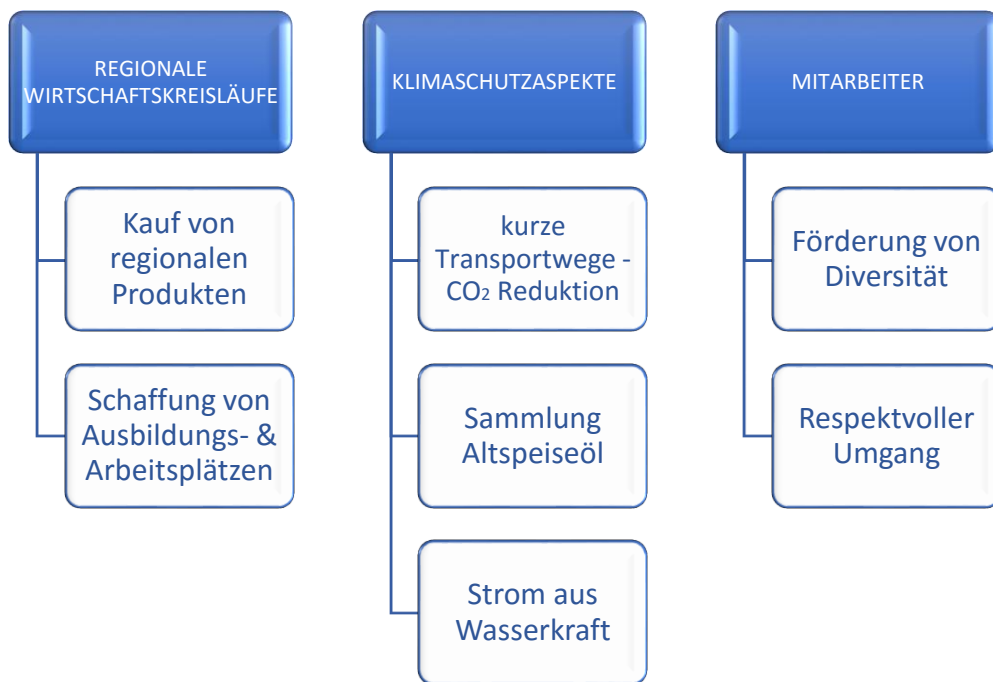 REGIONALE
WIRTSCHAFTSKREISLÄUFE
Kauf von
regionalen
Produkten
Schaffung von
Ausbildungs- &
Arbeitsplätzen
KLIMASCHUTZASPEKTE
kurze
Transportwege -
CO₂ Reduktion
Sammlung
Altspeiseöl
Strom aus
Wasserkraft
MITARBEITER
Förderung von
Diversität
Respektvoller
Umgang